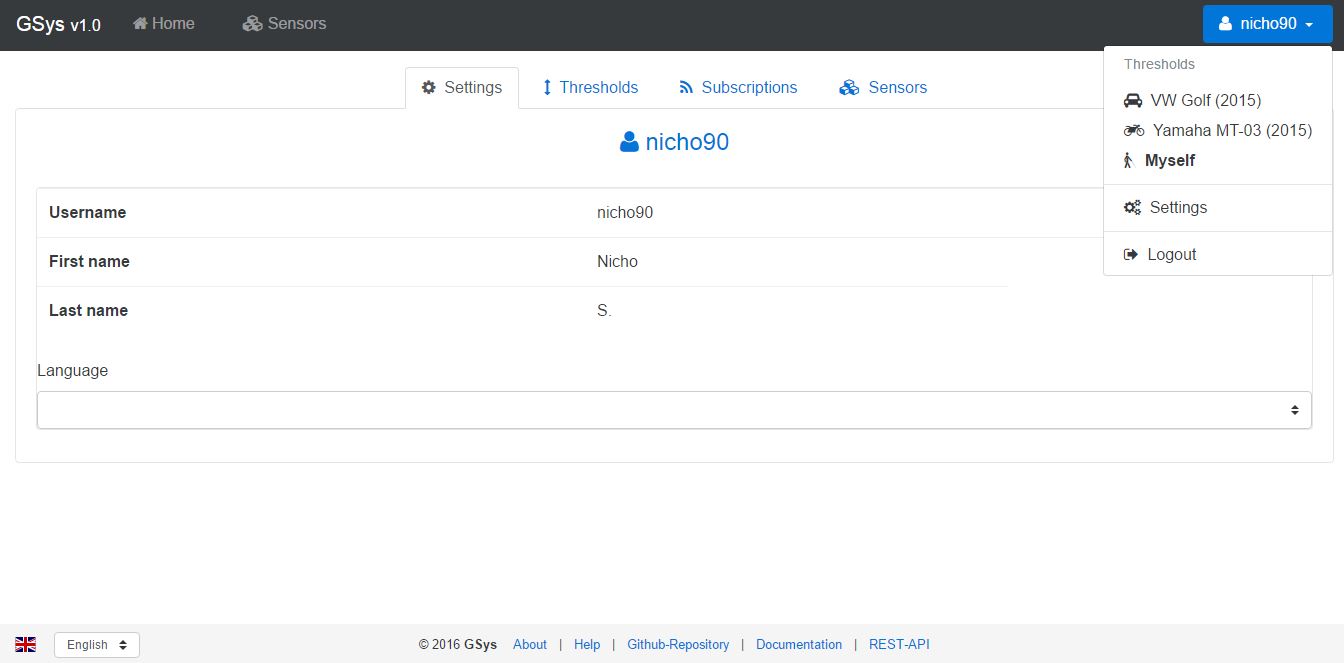 GSys v1.0 Home Sensors nicho90
Thresholds
VW Golf (2015)
Yamaha MT-03 (2015)
Myself
Settings
Logout
Settings Thresholds Subscriptions Sensors
nicho90
Username nicho90
First name Nicho
Last name S.
Language
English © 2016 GSys About | Help | Github-Repository | Documentation | REST-API